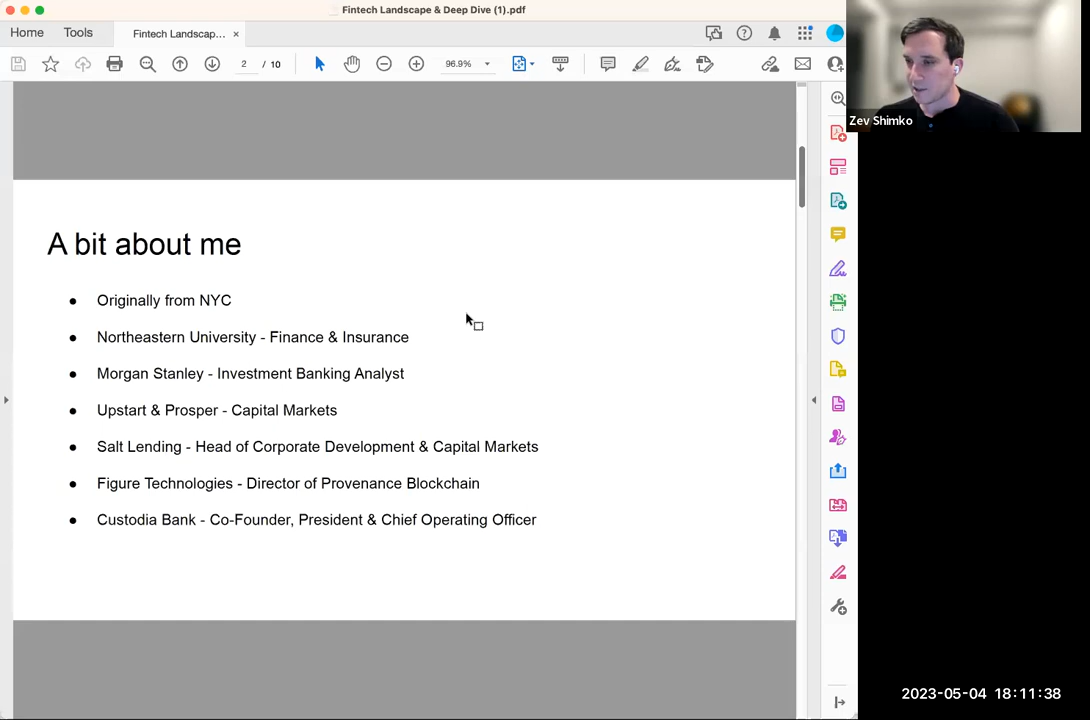 Fintech Landscape & Deep Dive (1).pdf
Home Tools Fintech Landscap... ×
2 / 10 96.9%
Zev Shimko
A bit about me
● Originally from NYC
● Northeastern University - Finance & Insurance
● Morgan Stanley - Investment Banking Analyst
● Upstart & Prosper - Capital Markets
● Salt Lending - Head of Corporate Development & Capital Markets
● Figure Technologies - Director of Provenance Blockchain
● Custodia Bank - Co-Founder, President & Chief Operating Officer
2023-05-04 18:11:38